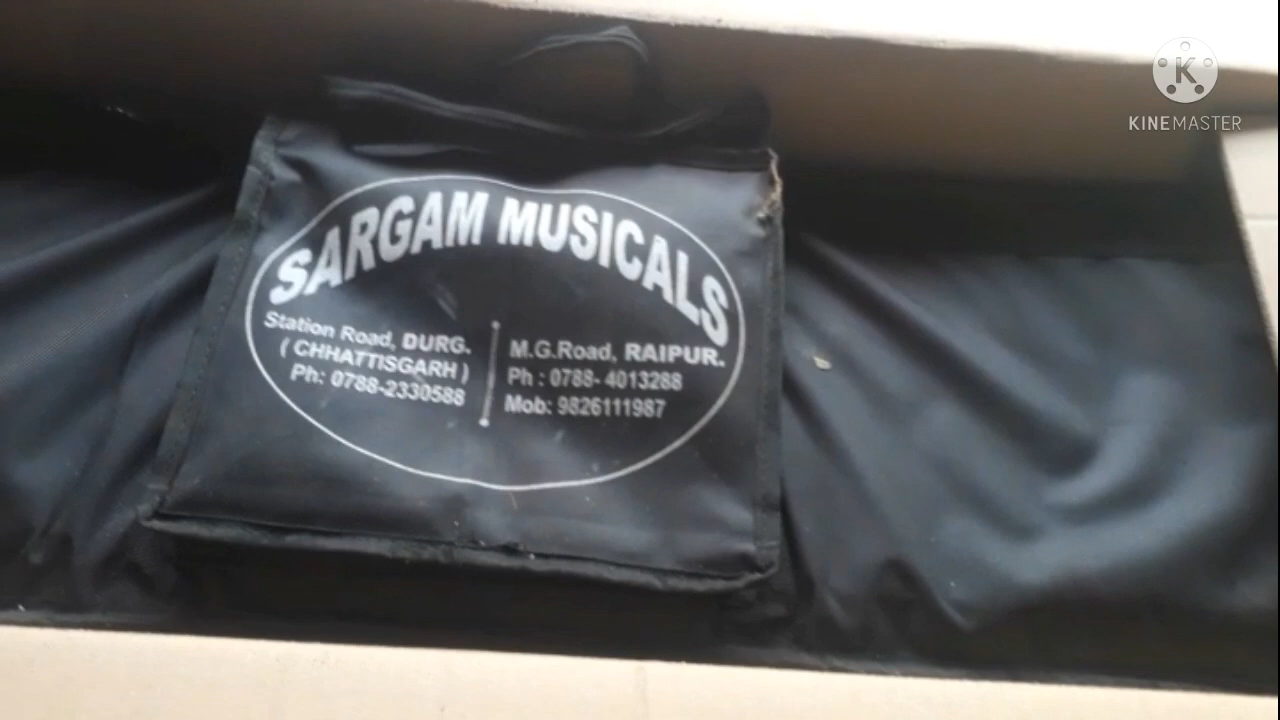 SARGAM MUSICALS
Station Road, DURG.
( CHHATTISGARH )
Ph: 0788-2330588
M.G.Road, RAIPUR.
Ph : 0788- 4013288
Mob: 9826111987
K
KINEMASTER